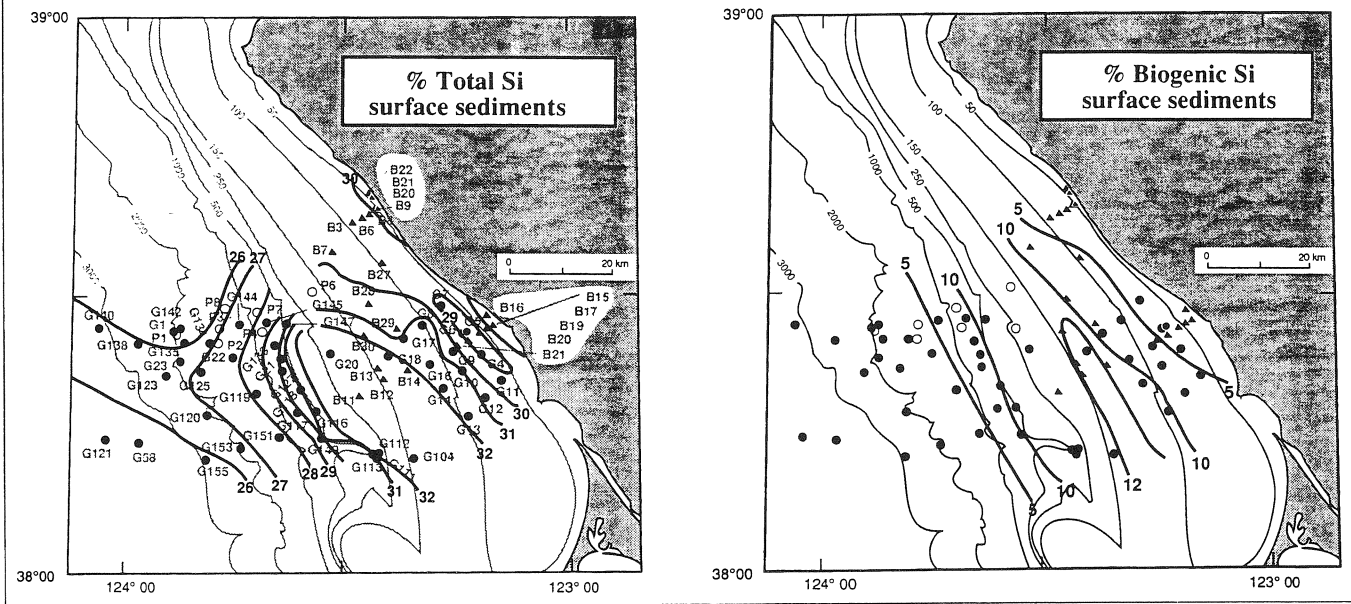 39°00
% Total Si
surface sediments
50
100
150
250
500
1000
2000
3000
30
B22
B21
B20
B9
B3
B6
B7
B27
0 20 km
26 27
P6
G145
P8
G144
P7
B28
B15
B16
B17
B19
B20
B21
29
G140
G142
G1
P1
G138
G135
G23
G123
G125
G22
P2
G147
B29
B30
G17
G18
G20
G16
G9
G10
G4
G11
G12
G13
B13
B14
B12
B11
G119
G120
G116
G117
G151
G153
G155
G121
G58
G112
G113
G104
26
27
28
29
31
32
30
31
32
38°00
124° 00
123° 00
39°00
% Biogenic Si
surface sediments
50
100
150
250
500
1000
2000
3000
5
10
5
10
0 20 km
5
10
12
10
5
38°00
124° 00
123° 00